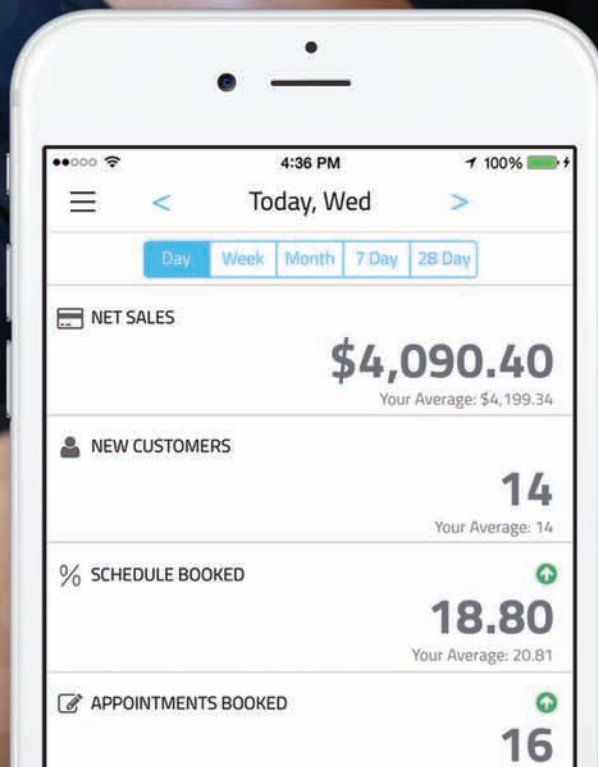 4:36 PM 100%
< Today, Wed >
Day Week Month 7 Day 28 Day
NET SALES
$4,090.40
Your Average: $4,199.34
NEW CUSTOMERS
14
Your Average: 14
% SCHEDULE BOOKED
18.80
Your Average: 20.81
APPOINTMENTS BOOKED
16